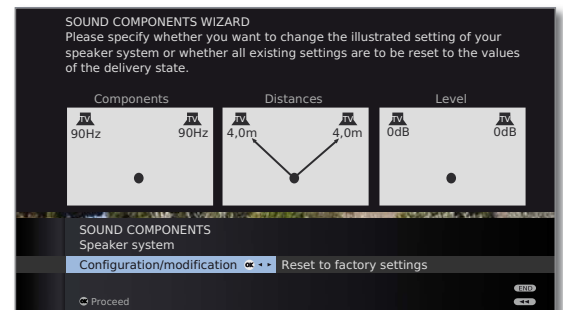 SOUND COMPONENTS WIZARD
Please specify whether you want to change the illustrated setting of your
speaker system or whether all existing settings are to be reset to the values
of the delivery state.
Components Distances Level
TV TV TV TV TV TV
90Hz 90Hz 4,0m 4,0m 0dB 0dB
SOUND COMPONENTS
Speaker system
Configuration/modification OK Reset to factory settings
END
OK Proceed